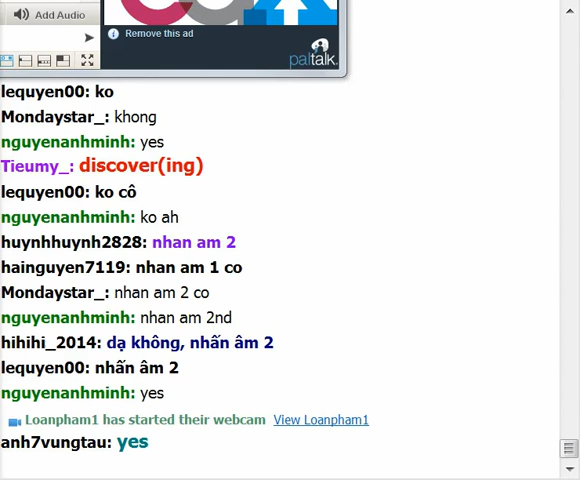 Add Audio
Remove this ad
paltalk
lequyen00: ko
Mondaystar_: khong
nguyenanhminh: yes
Tieumy_: discover(ing)
lequyen00: ko cô
nguyenanhminh: ko ah
huynhhuynh2828: nhan am 2
hainguyen7119: nhan am 1 co
Mondaystar_: nhan am 2 co
nguyenanhminh: nhan am 2nd
hihihi_2014: dạ không, nhấn âm 2
lequyen00: nhấn âm 2
nguyenanhminh: yes
Loanpham1 has started their webcam View Loanpham1
anh7vungtau: yes